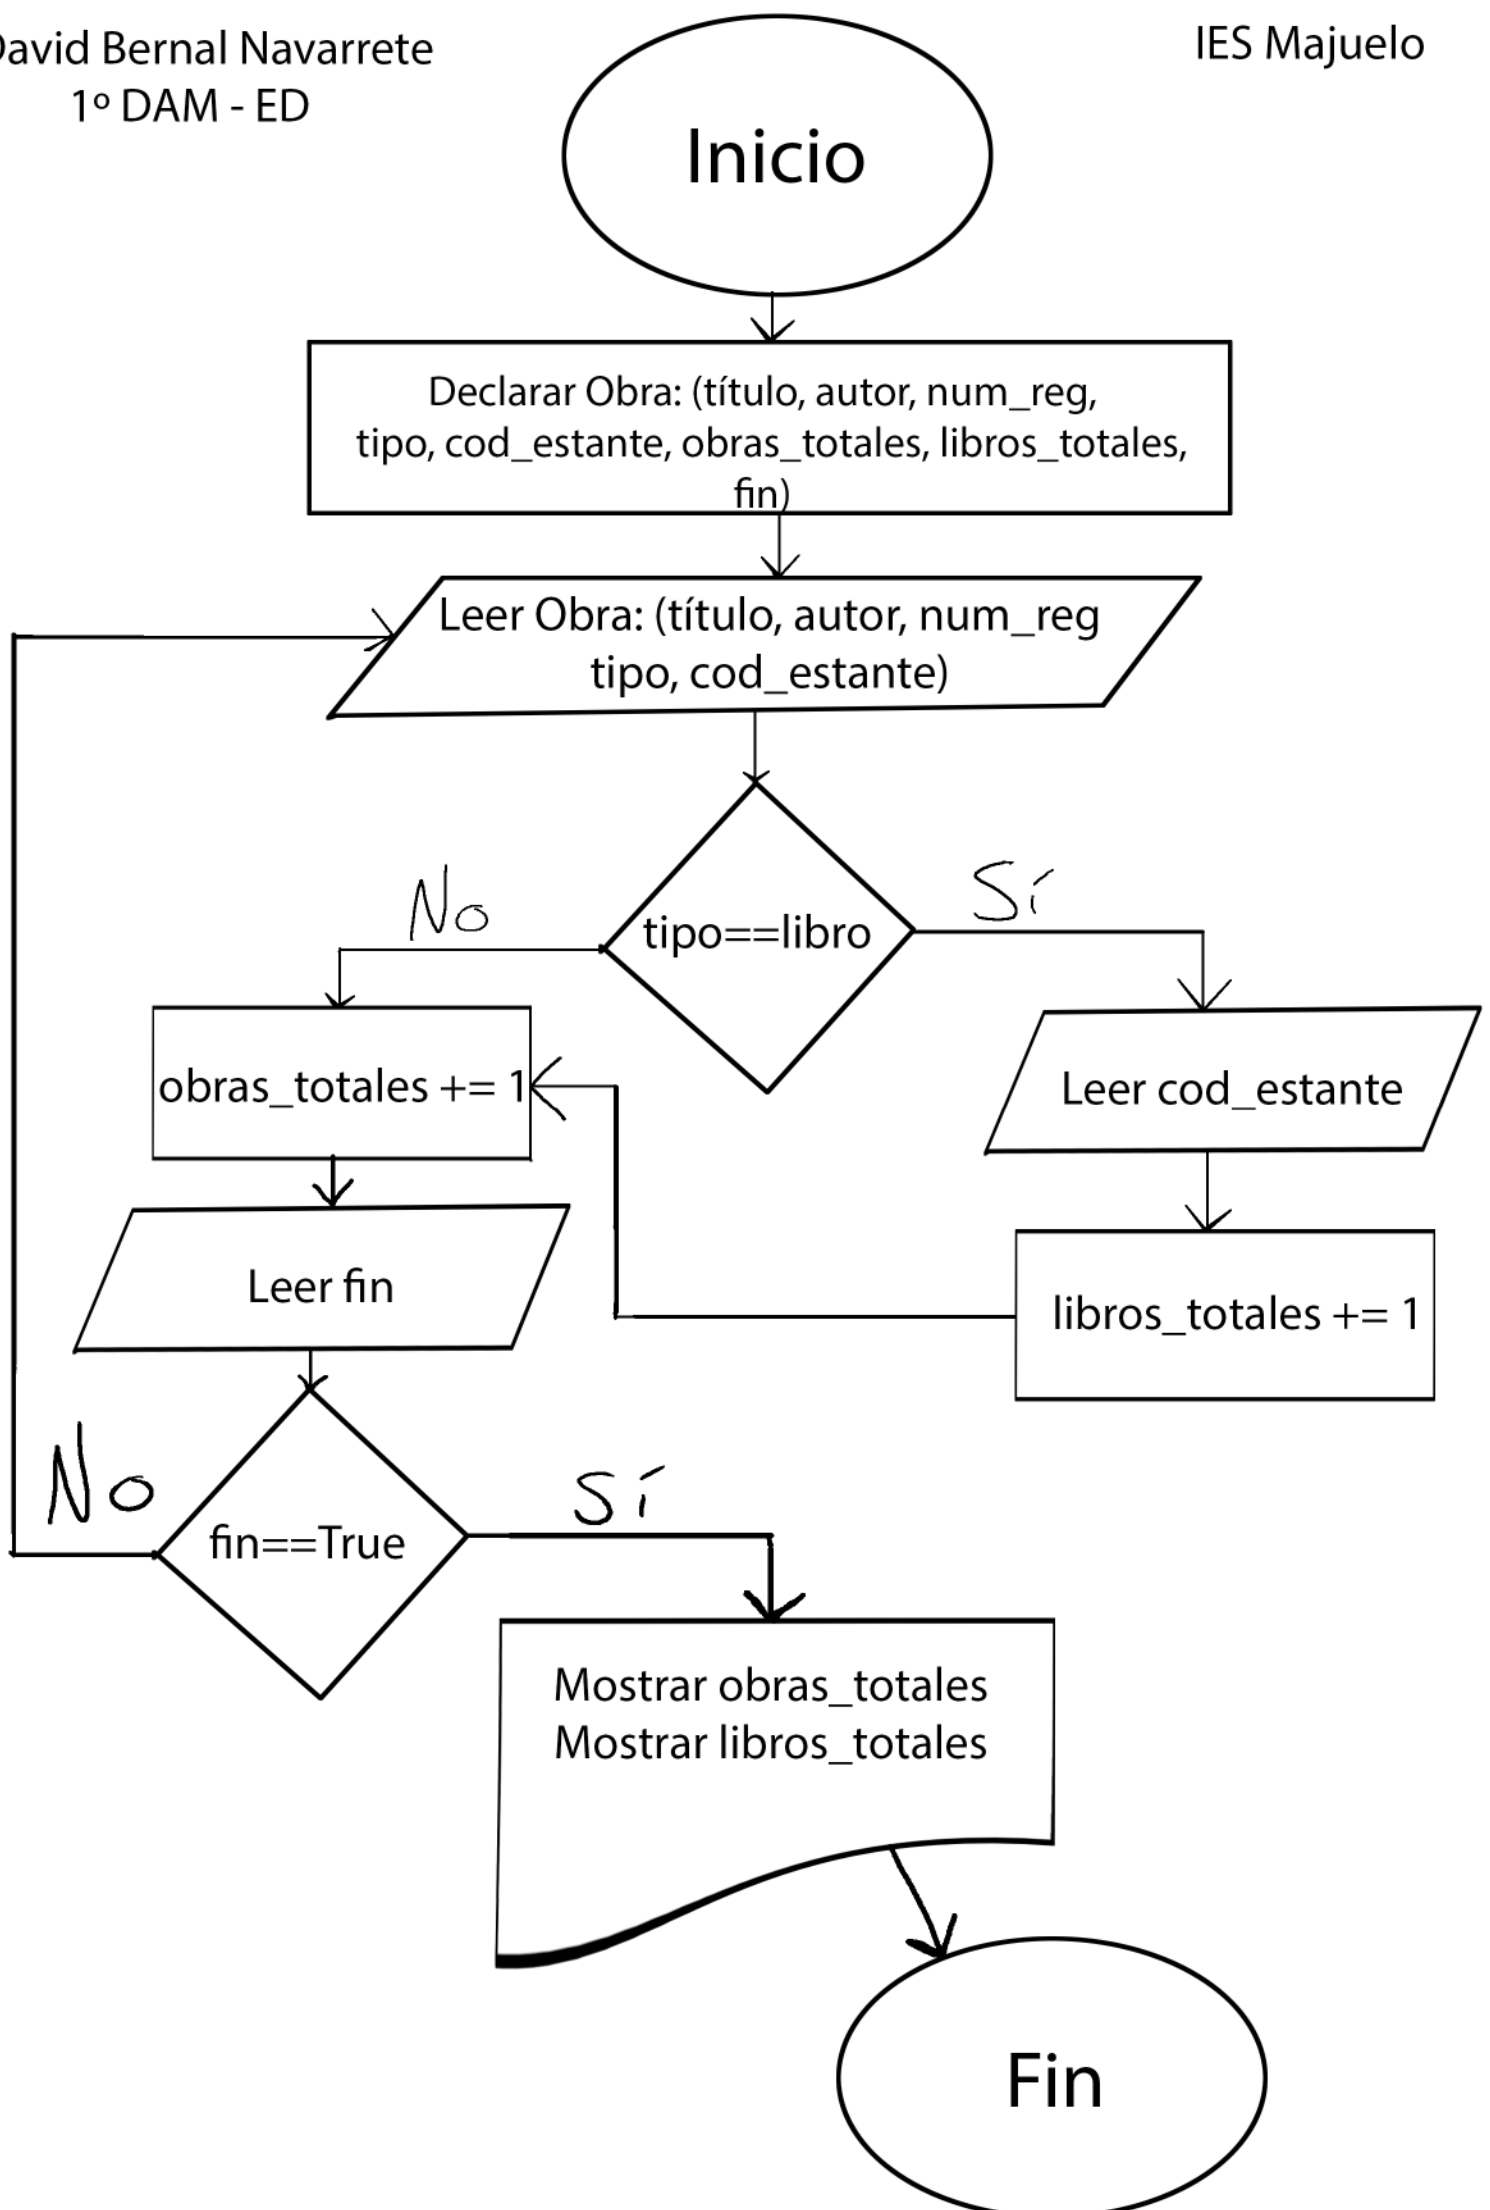 David Bernal Navarrete
1º DAM - ED
IES Majuelo
Inicio
Declarar Obra: (título, autor, num_reg,
tipo, cod_estante, obras_totales, libros_totales,
fin)
Leer Obra: (título, autor, num_reg
tipo, cod_estante)
tipo==libro
No
Sí
obras_totales += 1
Leer cod_estante
Leer fin
libros_totales += 1
fin==True
No
Sí
Mostrar obras_totales
Mostrar libros_totales
Fin